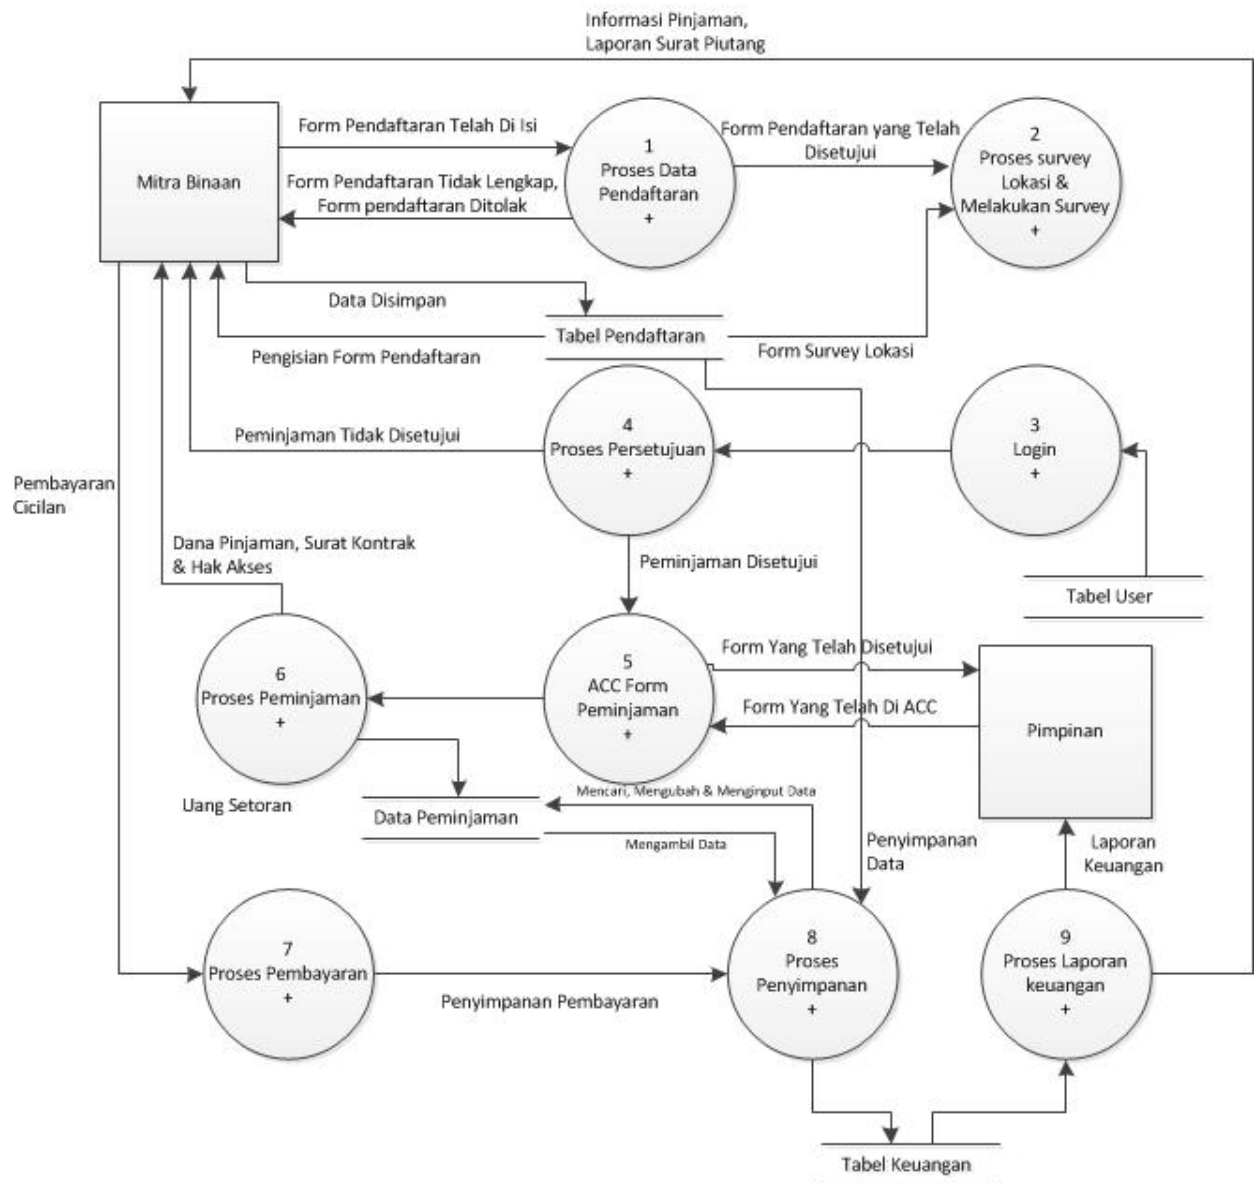 Informasi Pinjaman,
Laporan Surat Piutang
Mitra Binaan
Form Pendaftaran Telah Di Isi
Form Pendaftaran Tidak Lengkap,
Form pendaftaran Ditolak
1
Proses Data
Pendaftaran
+
Form Pendaftaran yang Telah
Disetujui
2
Proses survey
Lokasi &
Melakukan Survey
+
Data Disimpan
Tabel Pendaftaran
Pengisian Form Pendaftaran
Form Survey Lokasi
4
Proses Persetujuan
+
3
Login
+
Peminjaman Tidak Disetujui
Pembayaran
Cicilan
Dana Pinjaman, Surat Kontrak
& Hak Akses
Peminjaman Disetujui
Tabel User
6
Proses Peminjaman
+
5
ACC Form
Peminjaman
+
Form Yang Telah Disetujui
Form Yang Telah Di ACC
Pimpinan
Uang Setoran
Data Peminjaman
Mencari, Mengubah & Menginput Data
Mengambil Data
Penyimpanan
Data
Laporan
Keuangan
7
Proses Pembayaran
+
Penyimpanan Pembayaran
8
Proses
Penyimpanan
+
9
Proses Laporan
keuangan
+
Tabel Keuangan